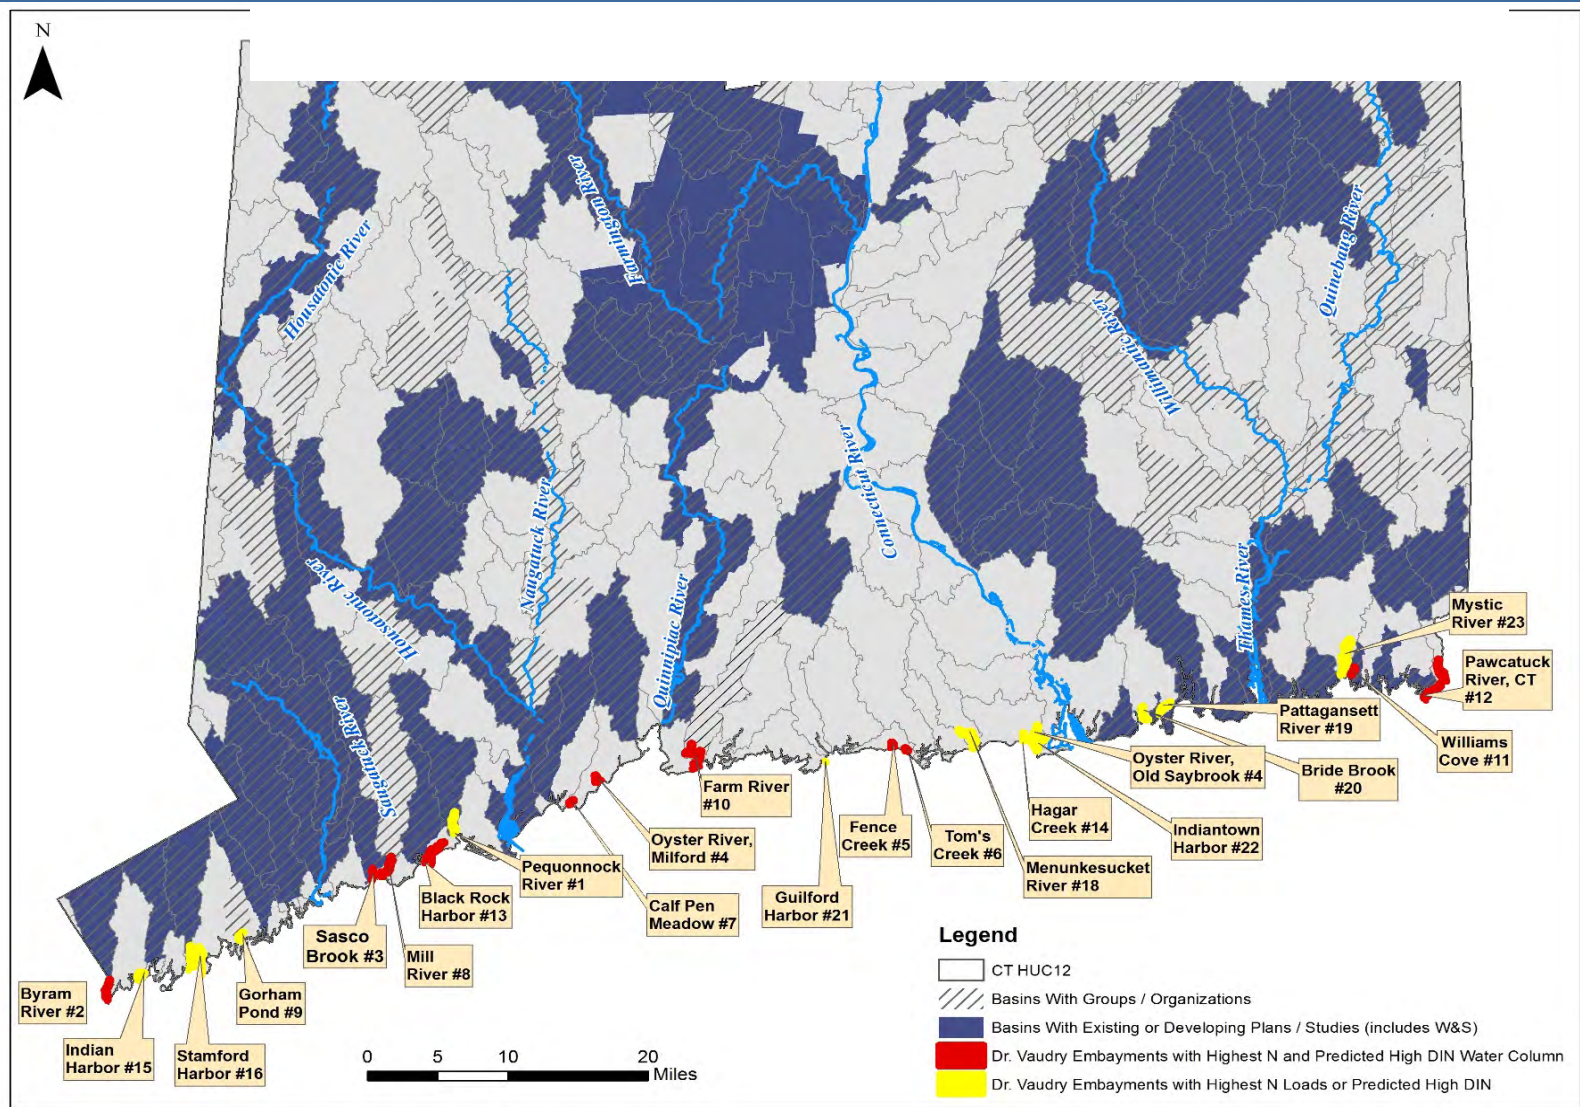 N
Housatonic River
Farmington River
Quinebaug River
Willimantic River
Connecticut River
Naugatuck River
Housatonic River
Quinnipiac River
Thames River
Saugatuck River
Mystic
River #23
Pawcatuck
River, CT
#12
Pattagansett
River #19
Williams
Cove #11
Oyster River,
Old Saybrook #4
Bride Brook
#20
Farm River
#10
Hagar
Creek #14
Indiantown
Harbor #22
Fence
Creek #5
Tom's
Creek #6
Oyster River,
Milford #4
Menunkesucket
River #18
Pequonnock
River #1
Black Rock
Harbor #13
Calf Pen
Meadow #7
Guilford
Harbor #21
Sasco
Brook #3
Mill
River #8
Byram
River #2
Gorham
Pond #9
Indian
Harbor #15
Stamford
Harbor #16
0 5 10 20
Miles
Legend
CT HUC12
Basins With Groups / Organizations
Basins With Existing or Developing Plans / Studies (includes W&S)
Dr. Vaudry Embayments with Highest N and Predicted High DIN Water Column
Dr. Vaudry Embayments with Highest N Loads or Predicted High DIN